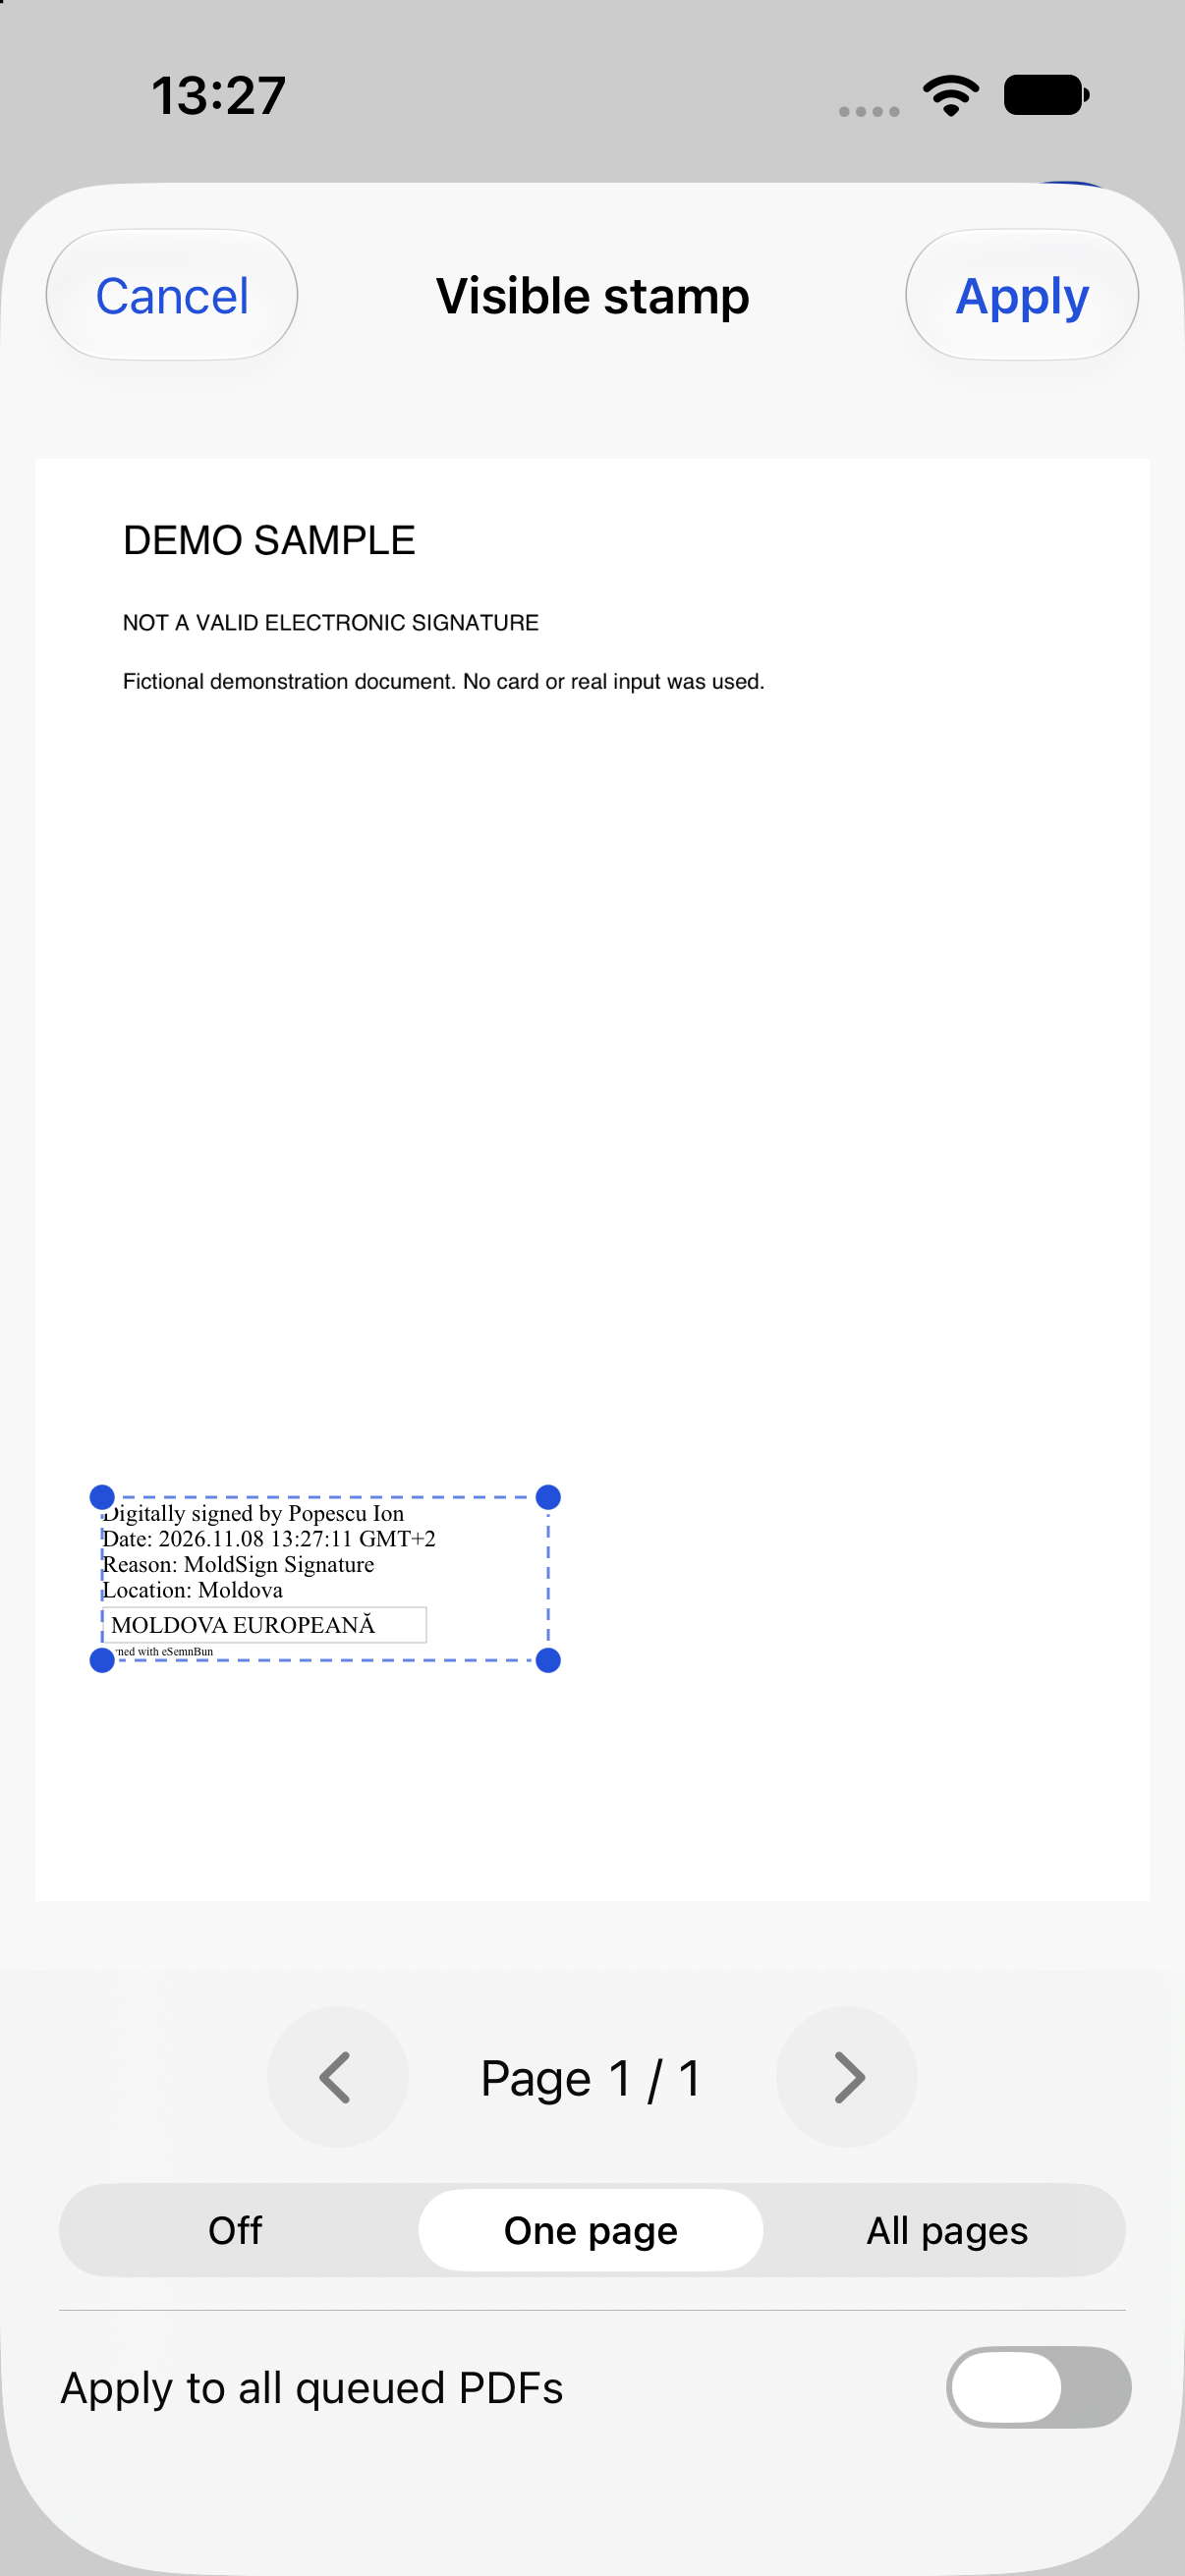 13:27
Cancel
Visible stamp
Apply
DEMO SAMPLE
NOT A VALID ELECTRONIC SIGNATURE
Fictional demonstration document. No card or real input was used.
Digitally signed by Popescu Ion
Date: 2026.11.08 13:27:11 GMT+2
Reason: MoldSign Signature
Location: Moldova
MOLDOVA EUROPEANĂ
with eSemnBun
Page 1 / 1
Off
One page
All pages
Apply to all queued PDFs